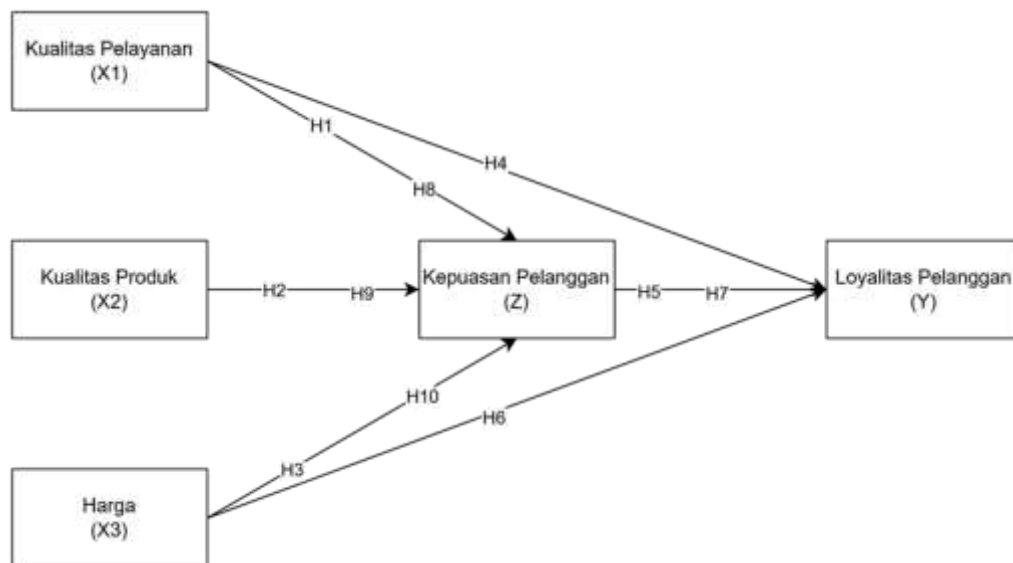 Kualitas Pelayanan
(X1)
H1
H4
H8
Kualitas Produk
(X2)
H2
H9
Kepuasan Pelanggan
(Z)
H5
H7
Loyalitas Pelanggan
(Y)
H10
H6
H3
Harga
(X3)